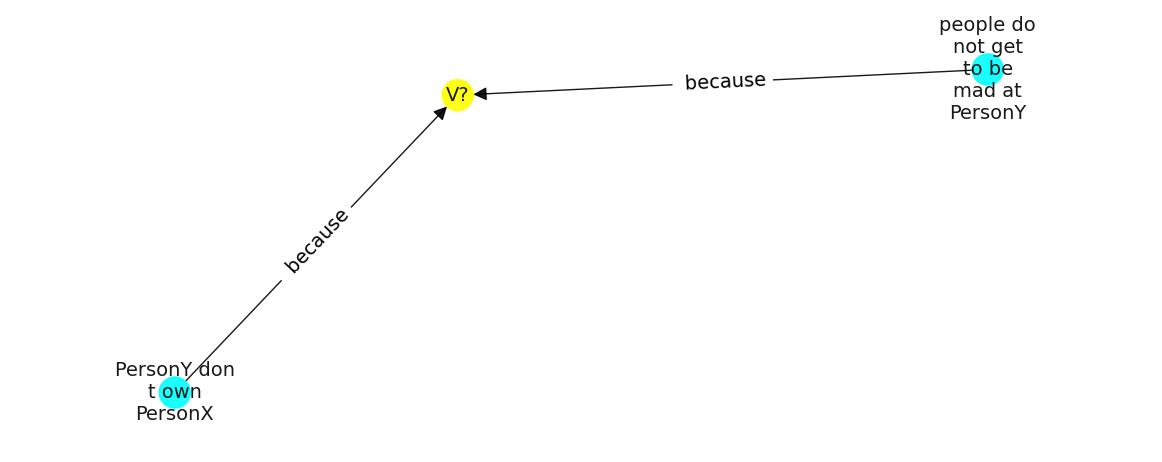 people do
not get
to be
mad at
PersonY
V?
because
because
PersonY don
t own
PersonX